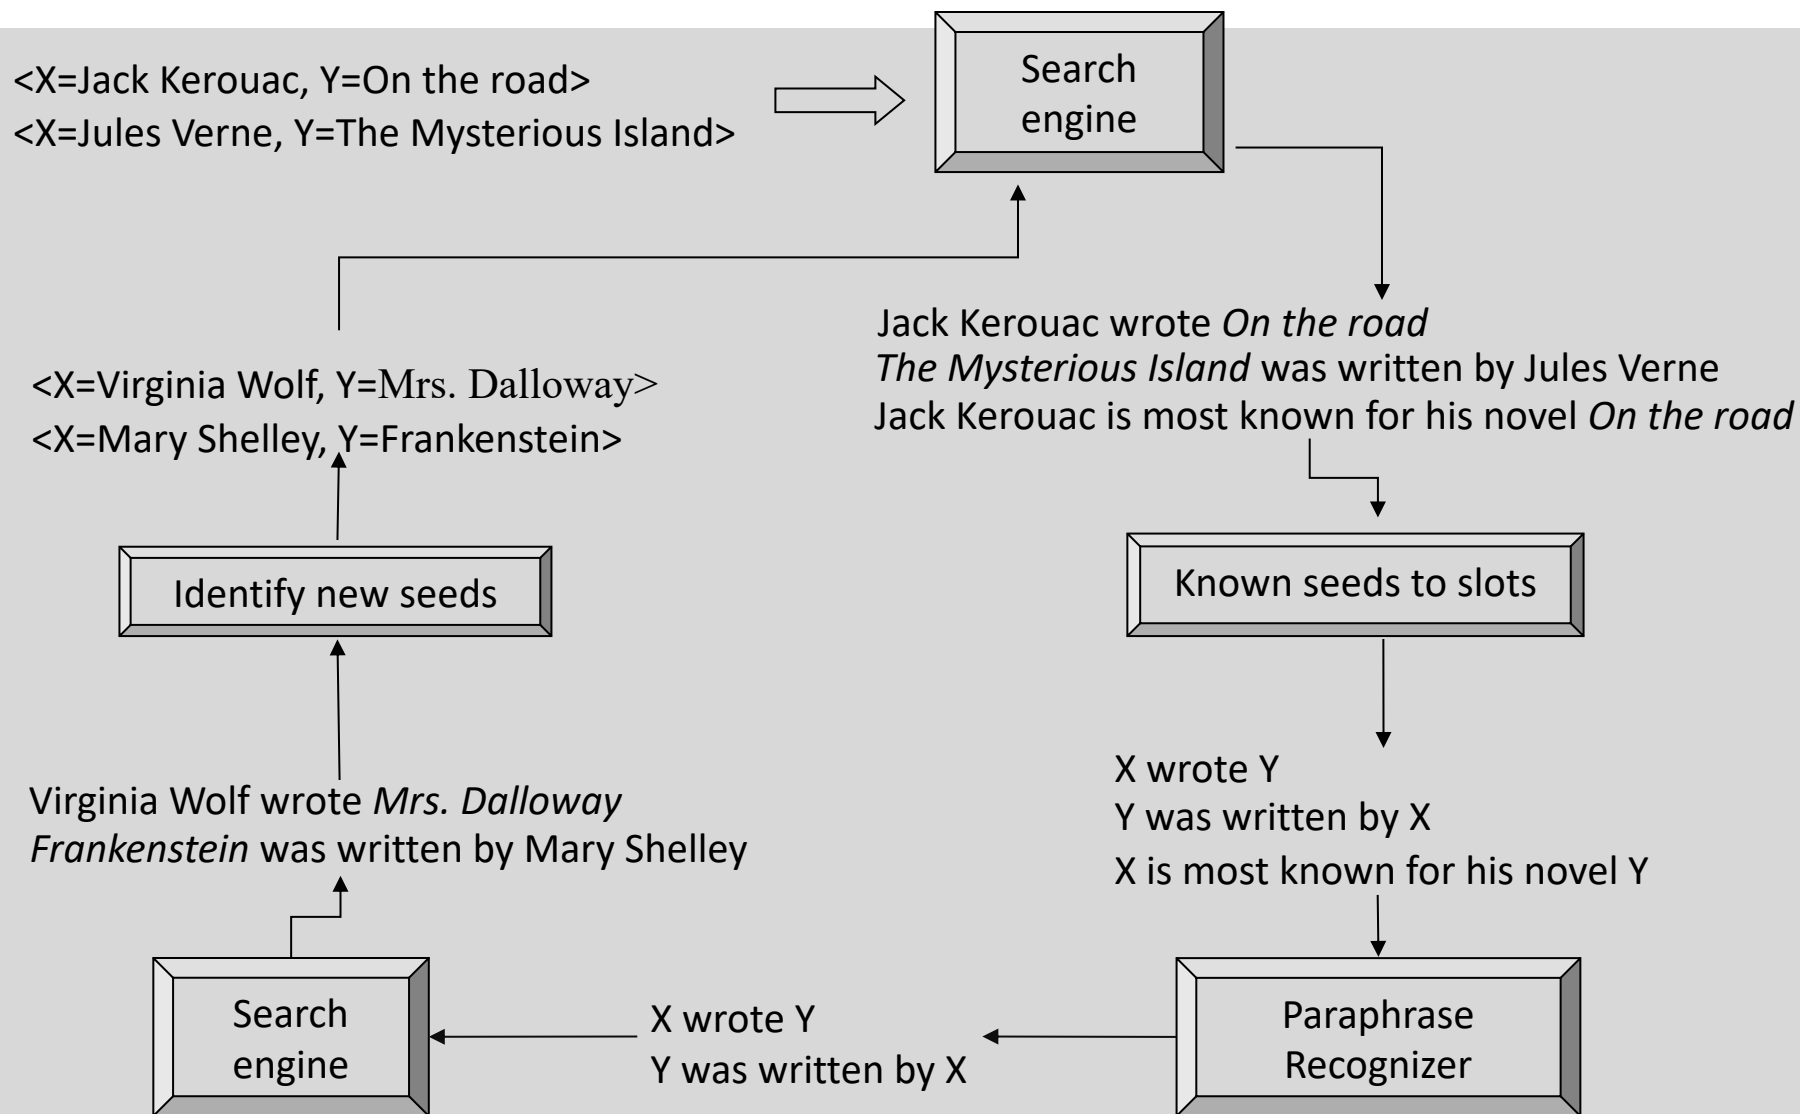 <X=Jack Kerouac, Y=On the road>
<X=Jules Verne, Y=The Mysterious Island>
Search
engine
Jack Kerouac wrote On the road
The Mysterious Island was written by Jules Verne
Jack Kerouac is most known for his novel On the road
Known seeds to slots
X wrote Y
Y was written by X
X is most known for his novel Y
Paraphrase
Recognizer
X wrote Y
Y was written by X
Search
engine
Virginia Wolf wrote Mrs. Dalloway
Frankenstein was written by Mary Shelley
Identify new seeds
<X=Virginia Wolf, Y=Mrs. Dalloway>
<X=Mary Shelley, Y=Frankenstein>